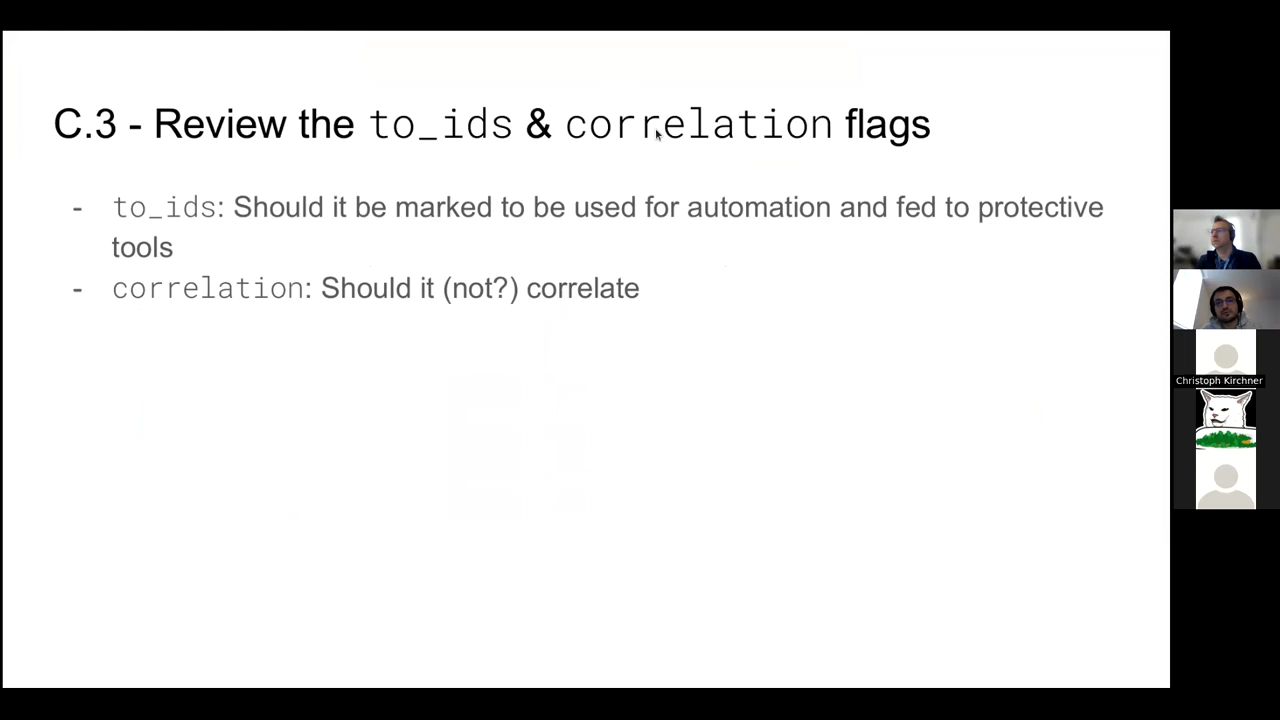 C.3 - Review the to_ids & correlation flags
- to_ids: Should it be marked to be used for automation and fed to protective
tools
- correlation: Should it (not?) correlate
Christoph Kirchner